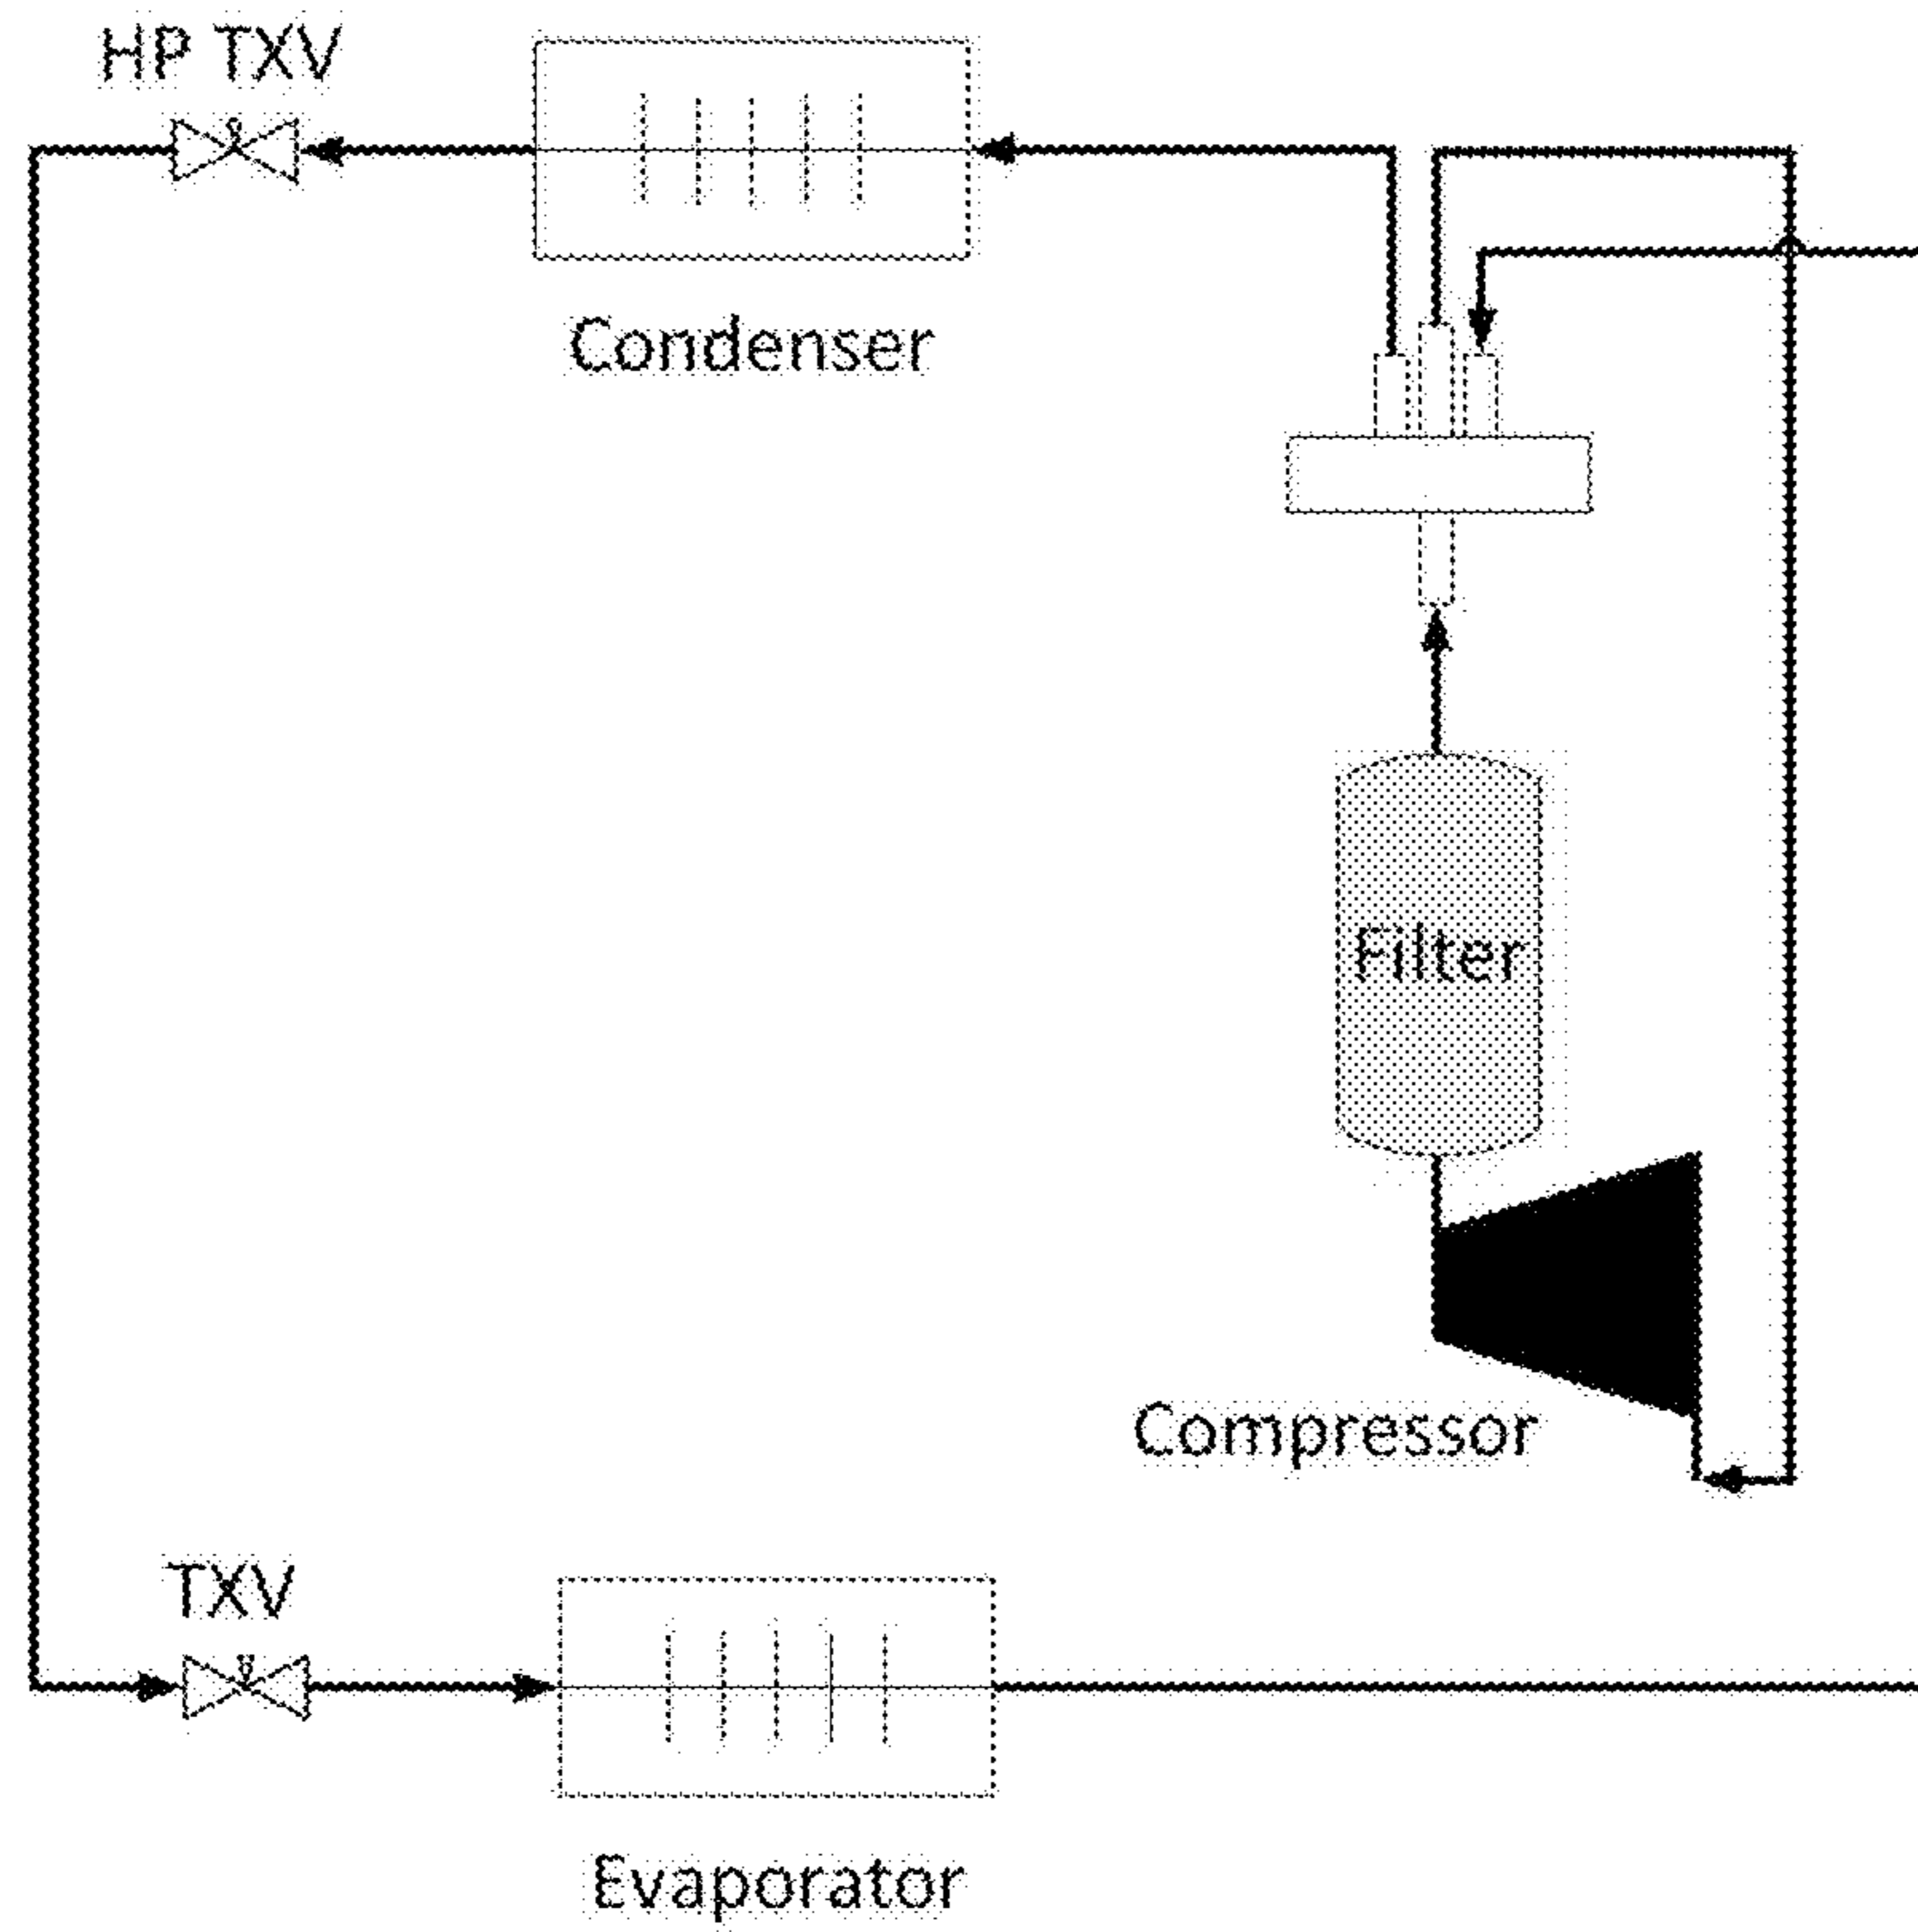 HP TXV
Condenser
Filter
Compressor
TXV
Evaporator